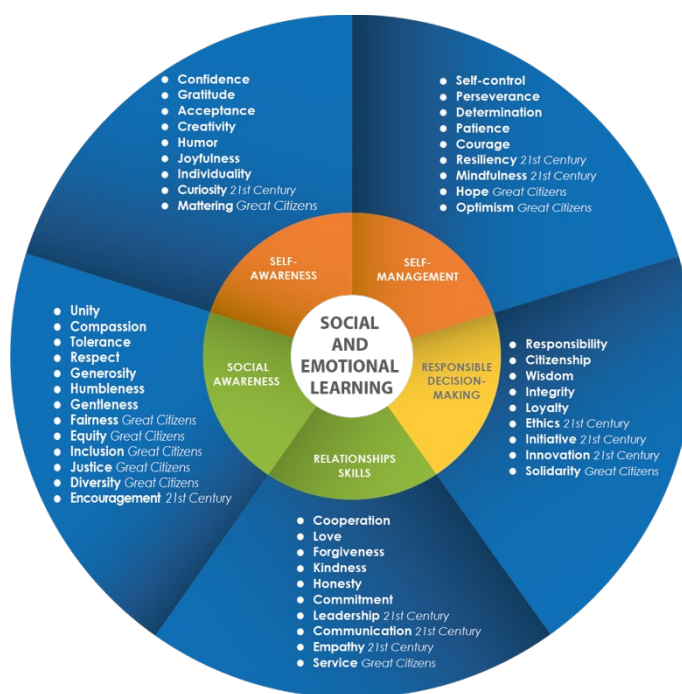 ● Confidence
● Gratitude
● Acceptance
● Creativity
● Humor
● Joyfulness
● Individuality
● Curiosity 21st Century
● Mattering Great Citizens
● Self-control
● Perseverance
● Determination
● Patience
● Courage
● Resiliency 21st Century
● Mindfulness 21st Century
● Hope Great Citizens
● Optimism Great Citizens
SELF-
AWARENESS
SELF-
MANAGEMENT
SOCIAL
AND
EMOTIONAL
LEARNING
SOCIAL
AWARENESS
RESPONSIBLE
DECISION-
MAKING
RELATIONSHIPS
SKILLS
● Unity
● Compassion
● Tolerance
● Respect
● Generosity
● Humbleness
● Gentleness
● Fairness Great Citizens
● Equity Great Citizens
● Inclusion Great Citizens
● Justice Great Citizens
● Diversity Great Citizens
● Encouragement 21st Century
● Responsibility
● Citizenship
● Wisdom
● Integrity
● Loyalty
● Ethics 21st Century
● Initiative 21st Century
● Innovation 21st Century
● Solidarity Great Citizens
● Cooperation
● Love
● Forgiveness
● Kindness
● Honesty
● Commitment
● Leadership 21st Century
● Communication 21st Century
● Empathy 21st Century
● Service Great Citizens